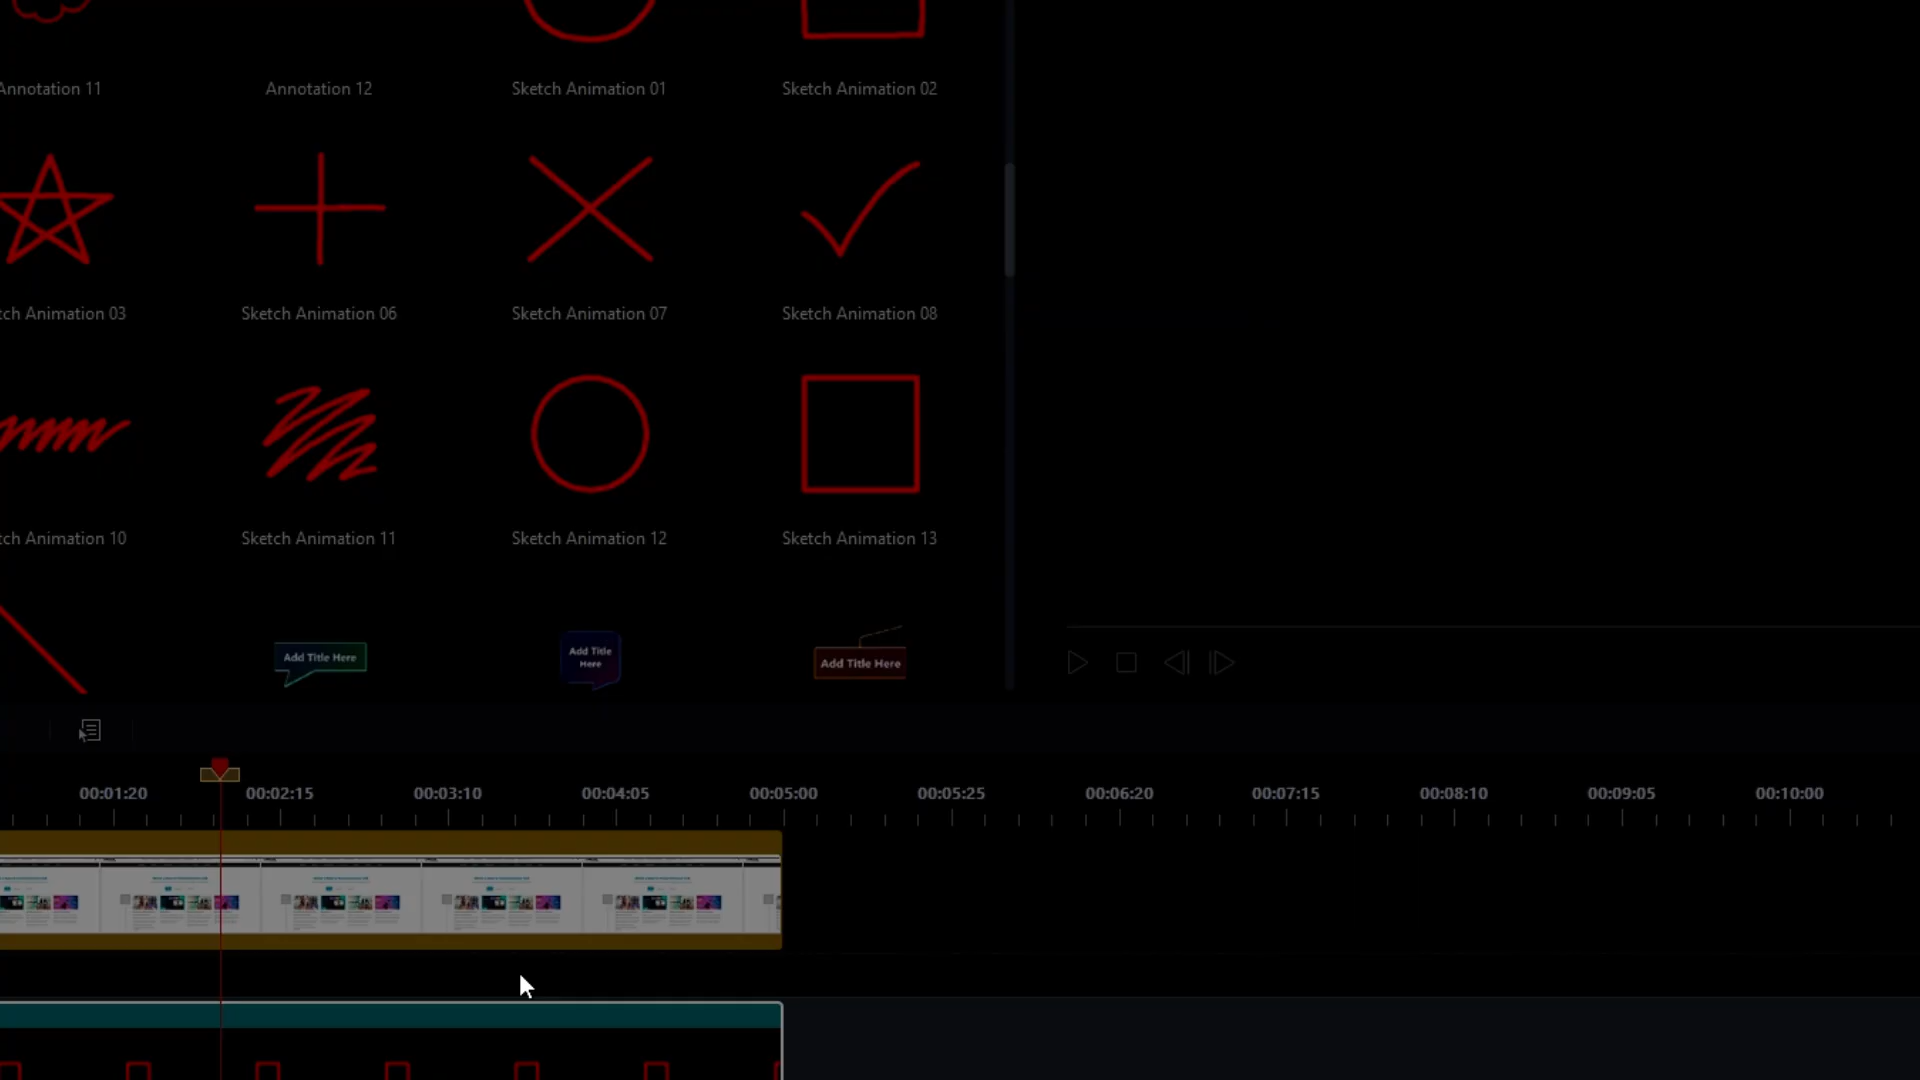 Annotation 11
Annotation 12
Sketch Animation 01
Sketch Animation 02
tch Animation 03
Sketch Animation 06
Sketch Animation 07
Sketch Animation 08
tch Animation 10
Sketch Animation 11
Sketch Animation 12
Sketch Animation 13
Add Title Here
Add Title
Here
Add Title Here
00:01:20
00:02:15
00:03:10
00:04:05
00:05:00
00:05:25
00:06:20
00:07:15
00:08:10
00:09:05
00:10:00